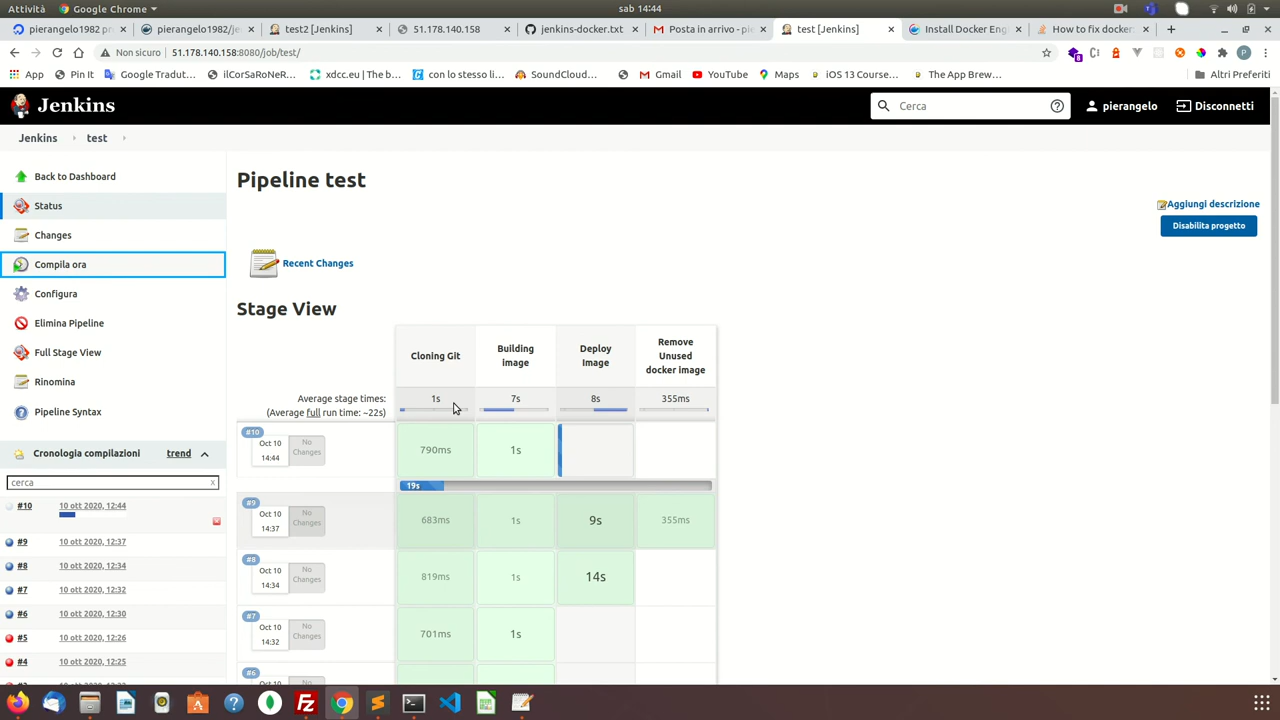 Attività
Google Chrome
sab 14:44
pierangelo1982 pr
pierangelo1982/je
test2 [Jenkins]
51.178.140.158
jenkins-docker.txt
Posta in arrivo - pie
test [Jenkins]
Install Docker Engi
How to fix docker:
Non sicuro
51.178.140.158:8080/job/test/
App
Pin It
Google Tradut...
ilCorSaRoNeR...
xdcc.eu | The b...
con lo stesso li...
SoundCloud...
Gmail
YouTube
Maps
iOS 13 Course...
The App Brew...
Altri Preferiti
Jenkins
Cerca
pierangelo
Disconnetti
Jenkins
test
Back to Dashboard
Status
Changes
Compila ora
Configura
Elimina Pipeline
Full Stage View
Rinomina
Pipeline Syntax
Cronologia compilazioni
trend
cerca
x
#10 10 ott 2020, 12:44
#9 10 ott 2020, 12:37
#8 10 ott 2020, 12:34
#7 10 ott 2020, 12:32
#6 10 ott 2020, 12:30
#5 10 ott 2020, 12:26
#4 10 ott 2020, 12:25
Pipeline test
Aggiungi descrizione
Disabilita progetto
Recent Changes
Stage View
Cloning Git
Building
image
Deploy
Image
Remove
Unused
docker image
Average stage times:
(Average full run time: ~22s)
1s
7s
8s
355ms
#10
Oct 10
14:44
No
Changes
790ms
1s
19s
#9
Oct 10
14:37
No
Changes
683ms
1s
9s
355ms
#8
Oct 10
14:34
No
Changes
819ms
1s
14s
#7
Oct 10
14:32
No
Changes
701ms
1s
#6